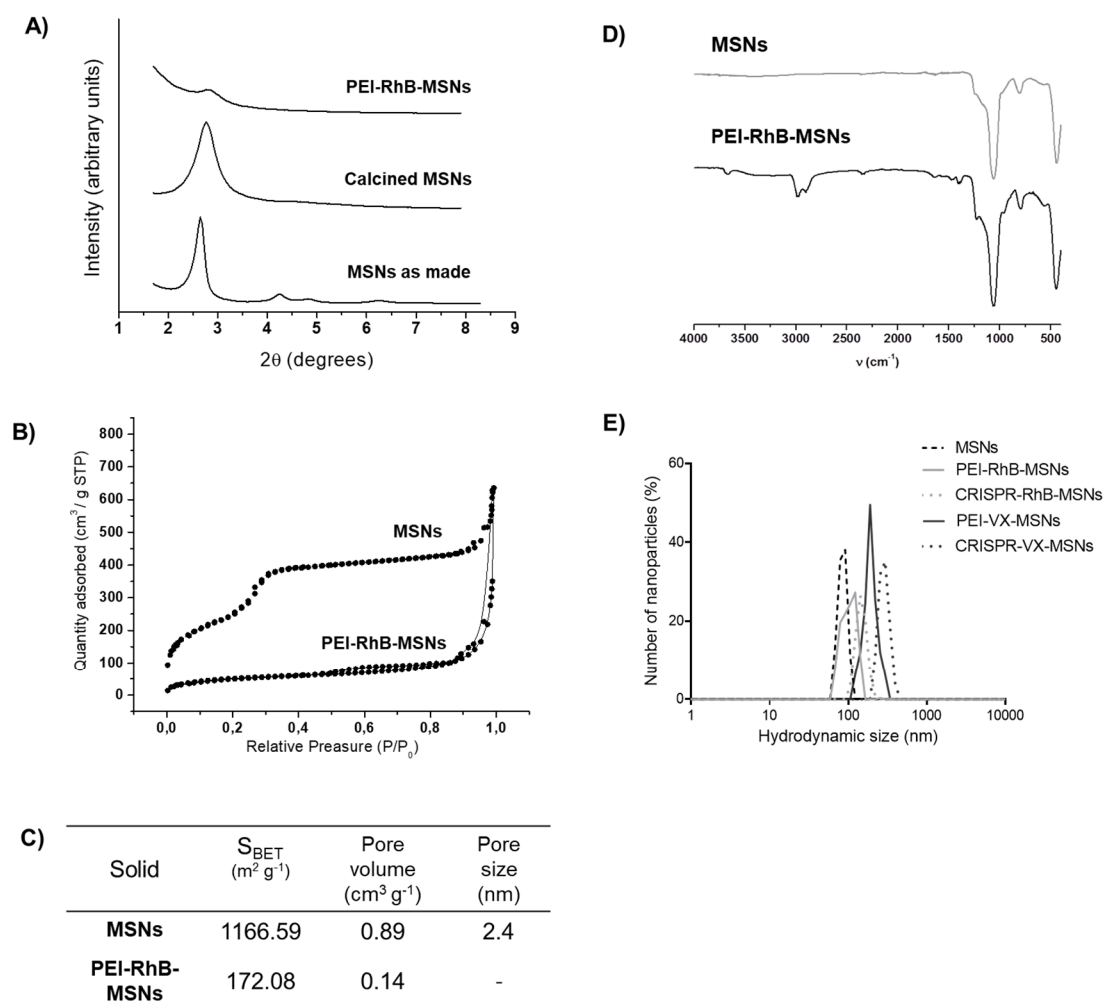 A)
Intensity (arbitrary units)
PEI-RhB-MSNs
Calcined MSNs
MSNs as made
1 2 3 4 5 6 7 8 9
2θ (degrees)
B)
Quantity adsorbed (cm3 / g STP)
800
700
600
500
400
300
200
100
0
MSNs
PEI-RhB-MSNs
0,0 0,2 0,4 0,6 0,8 1,0
Relative Preasure (P/P0)
C)
Solid SBET (m2 g-1) Pore volume (cm3 g-1) Pore size (nm)
MSNs 1166.59 0.89 2.4
PEI-RhB-MSNs 172.08 0.14 -
D)
MSNs
PEI-RhB-MSNs
4000 3500 3000 2500 2000 1500 1000 500
ν (cm-1)
E)
MSNs
PEI-RhB-MSNs
CRISPR-RhB-MSNs
PEI-VX-MSNs
CRISPR-VX-MSNs
Number of nanoparticles (%)
60
40
20
0
1 10 100 1000 10000
Hydrodynamic size (nm)